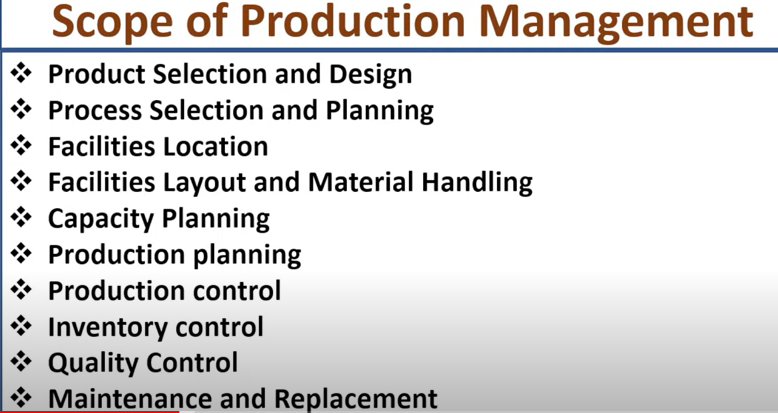 Scope of Production Management
❖ Product Selection and Design
❖ Process Selection and Planning
❖ Facilities Location
❖ Facilities Layout and Material Handling
❖ Capacity Planning
❖ Production planning
❖ Production control
❖ Inventory control
❖ Quality Control
❖ Maintenance and Replacement